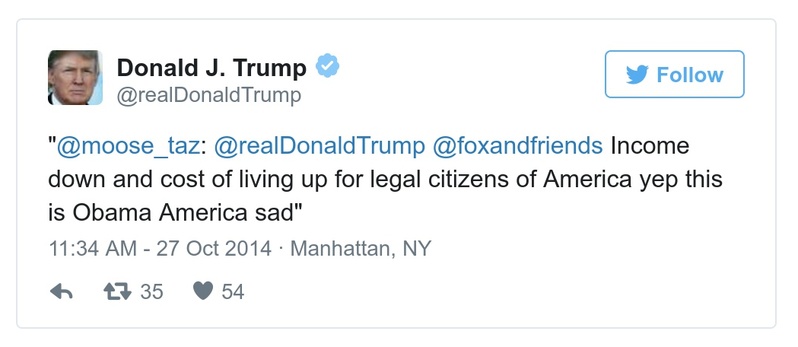 Donald J. Trump
@realDonaldTrump
Follow
"@moose_taz: @realDonaldTrump @foxandfriends Income
down and cost of living up for legal citizens of America yep this
is Obama America sad"
11:34 AM - 27 Oct 2014 · Manhattan, NY
35 54